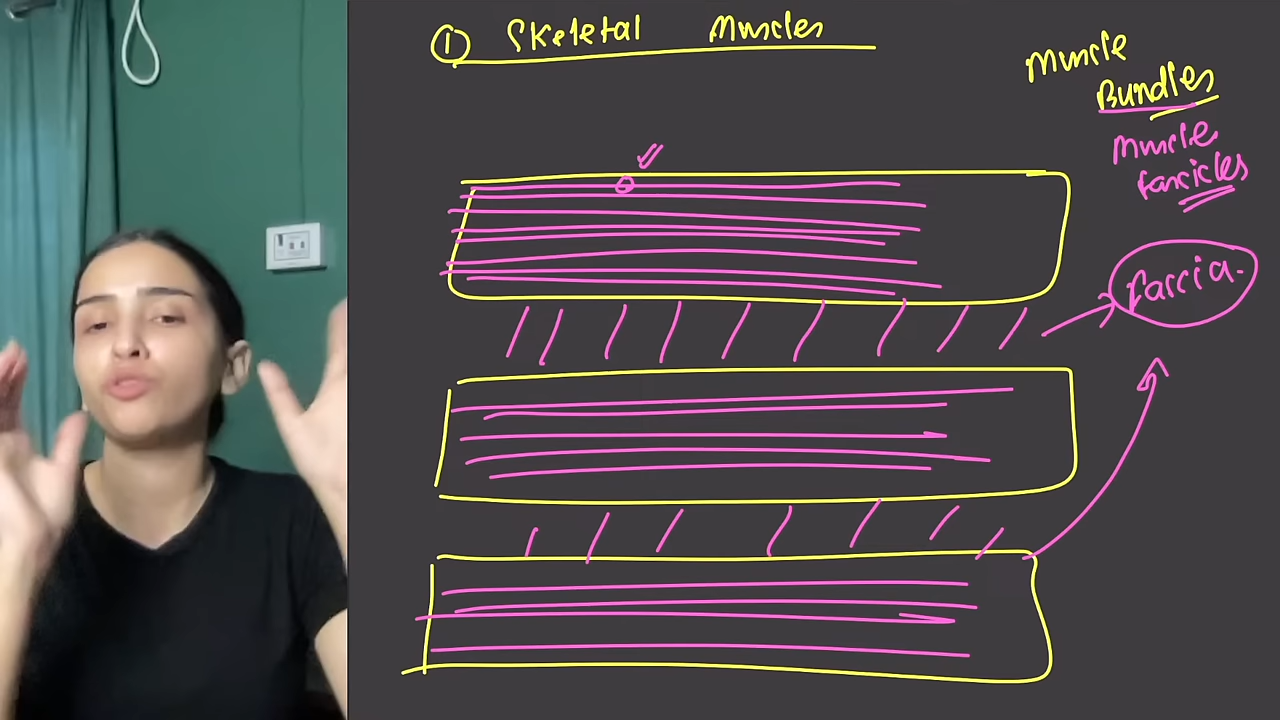 ① Skeletal Muscles
Muscle
Bundles
Muscle
fascicles
fascia.